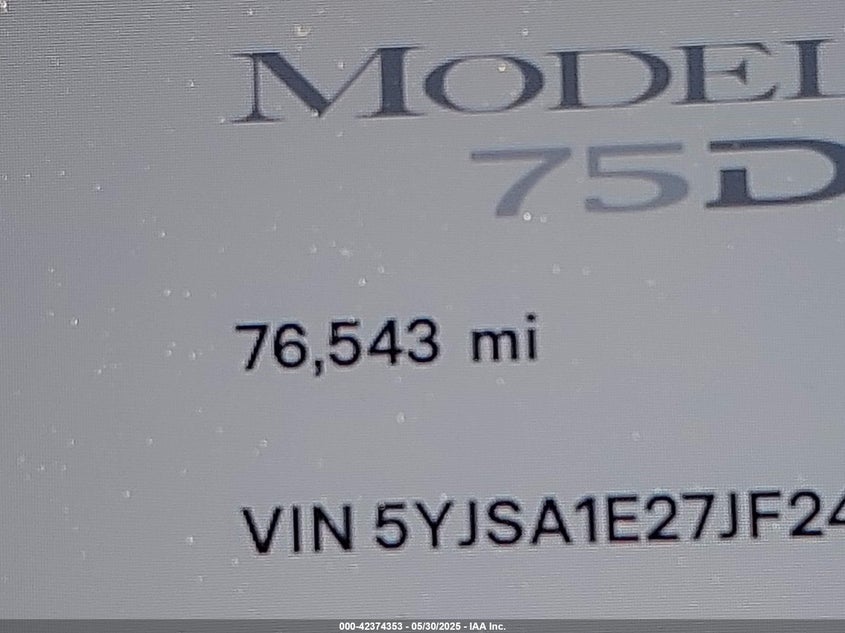 MODEL
75D
76,543 mi
VIN 5YJSA1E27JF24
000-42374353 - 05/30/2025 - IAA Inc.